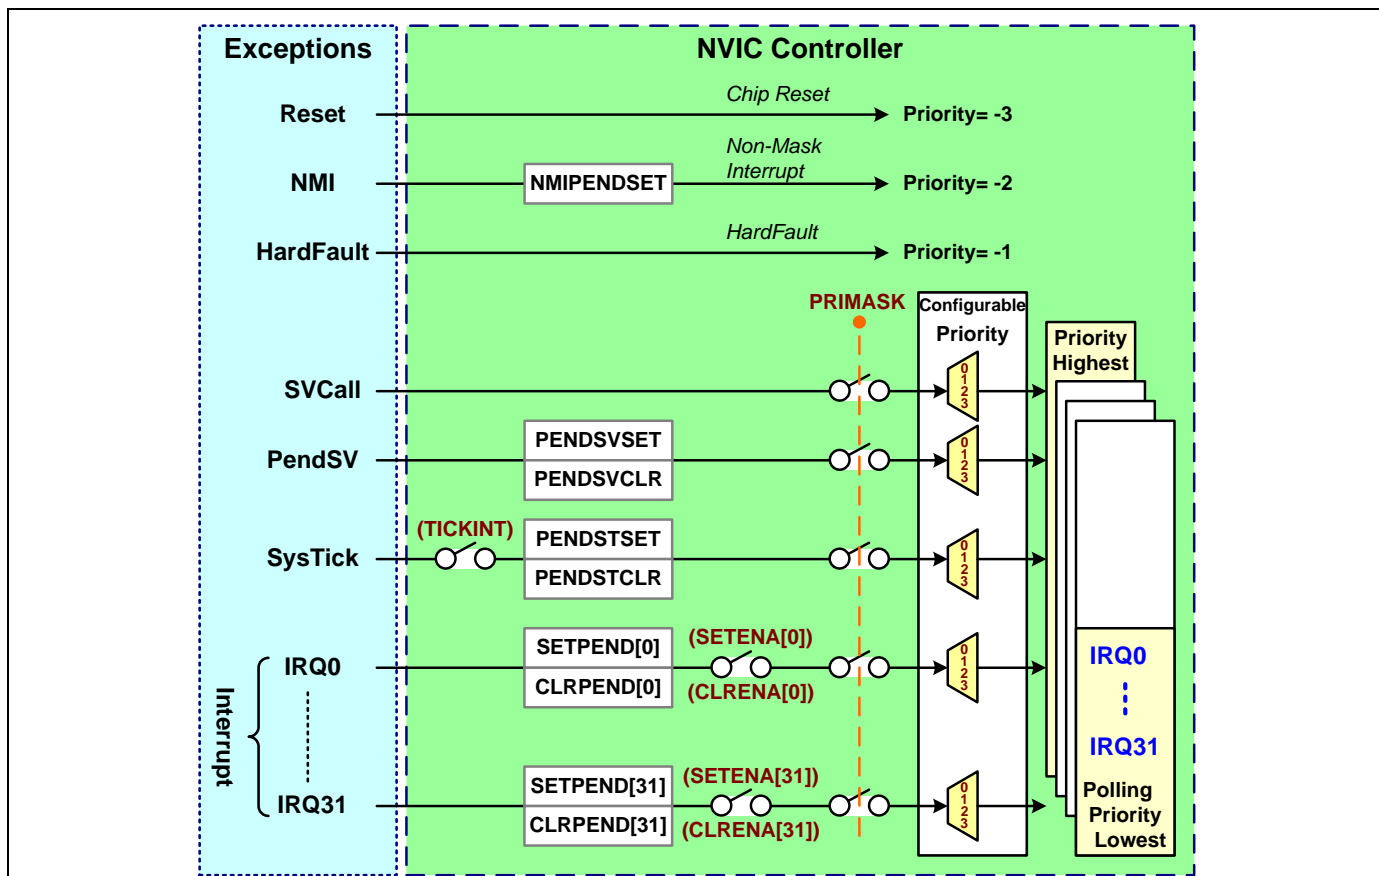 Exceptions
NVIC Controller
Reset
Chip Reset
Priority= -3
NMI
NMIPENDSET
Non-Mask
Interrupt
Priority= -2
HardFault
HardFault
Priority= -1
PRIMASK
Configurable
Priority
Priority
Highest
SVCall
0
1
2
3
PendSV
PENDSVSET
PENDSVCLR
0
1
2
3
SysTick
(TICKINT)
PENDSTSET
PENDSTCLR
0
1
2
3
Interrupt
IRQ0
SETPEND[0]
CLRPEND[0]
(SETENA[0])
(CLRENA[0])
0
1
2
3
IRQ0
IRQ31
IRQ31
SETPEND[31]
CLRPEND[31]
(SETENA[31])
(CLRENA[31])
0
1
2
3
Polling
Priority
Lowest